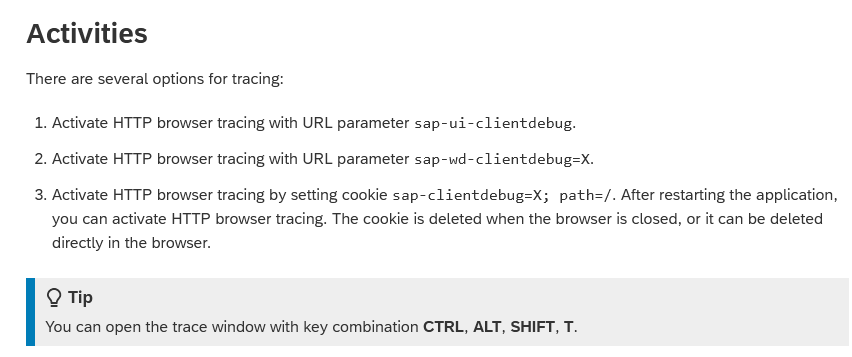 Activities
There are several options for tracing:
1. Activate HTTP browser tracing with URL parameter sap-ui-clientdebug.
2. Activate HTTP browser tracing with URL parameter sap-wd-clientdebug=X.
3. Activate HTTP browser tracing by setting cookie sap-clientdebug=X; path=/. After restarting the application,
you can activate HTTP browser tracing. The cookie is deleted when the browser is closed, or it can be deleted
directly in the browser.
Tip
You can open the trace window with key combination CTRL, ALT, SHIFT, T.